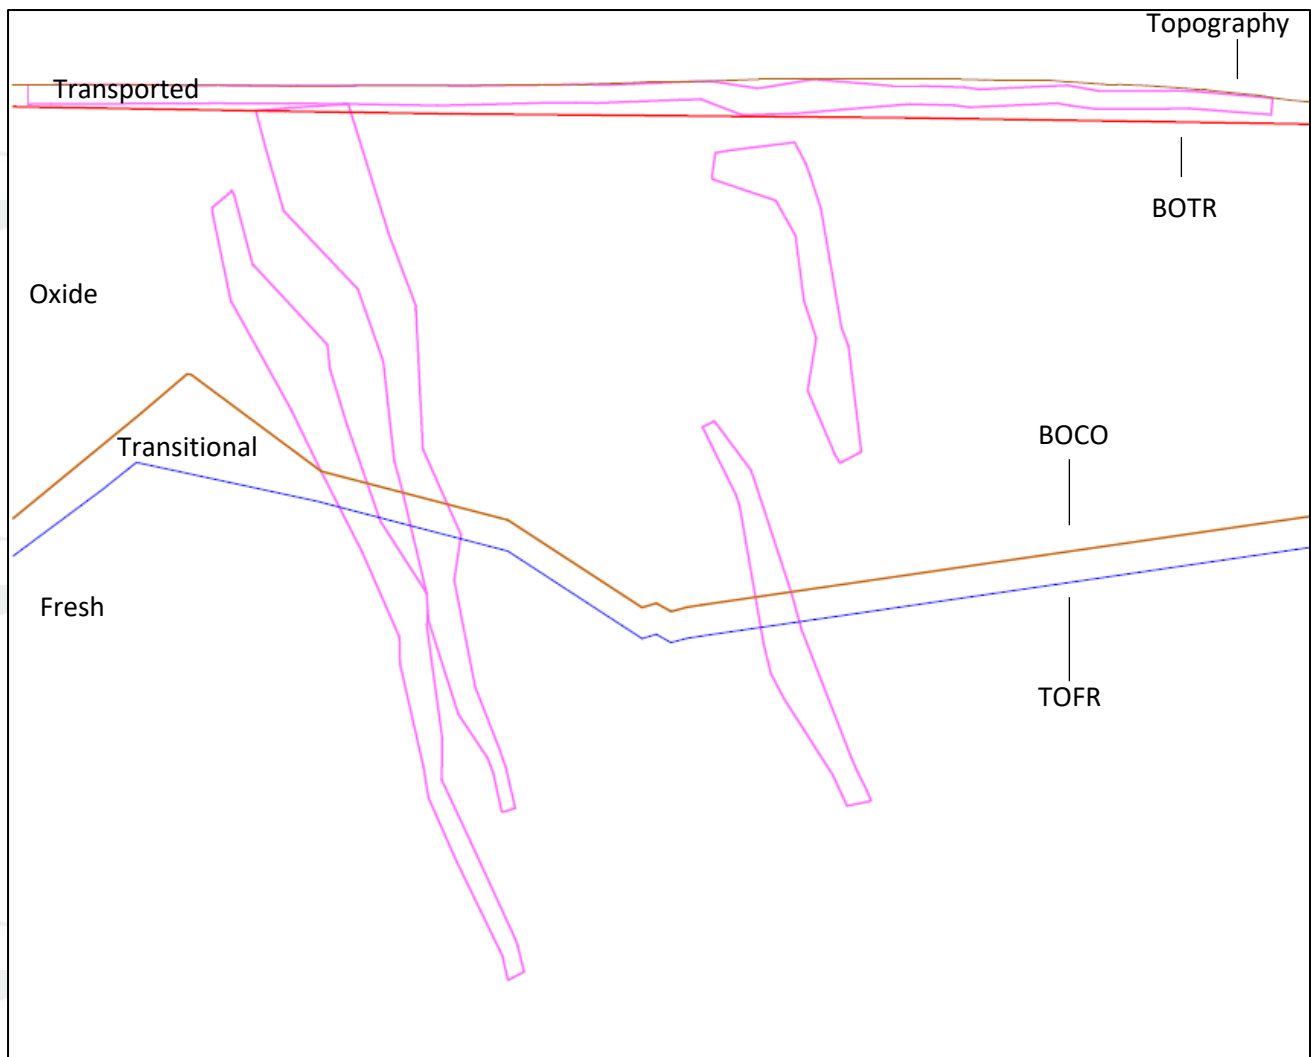 Topography
Transported
BOTR
Oxide
BOCO
Transitional
Fresh
TOFR